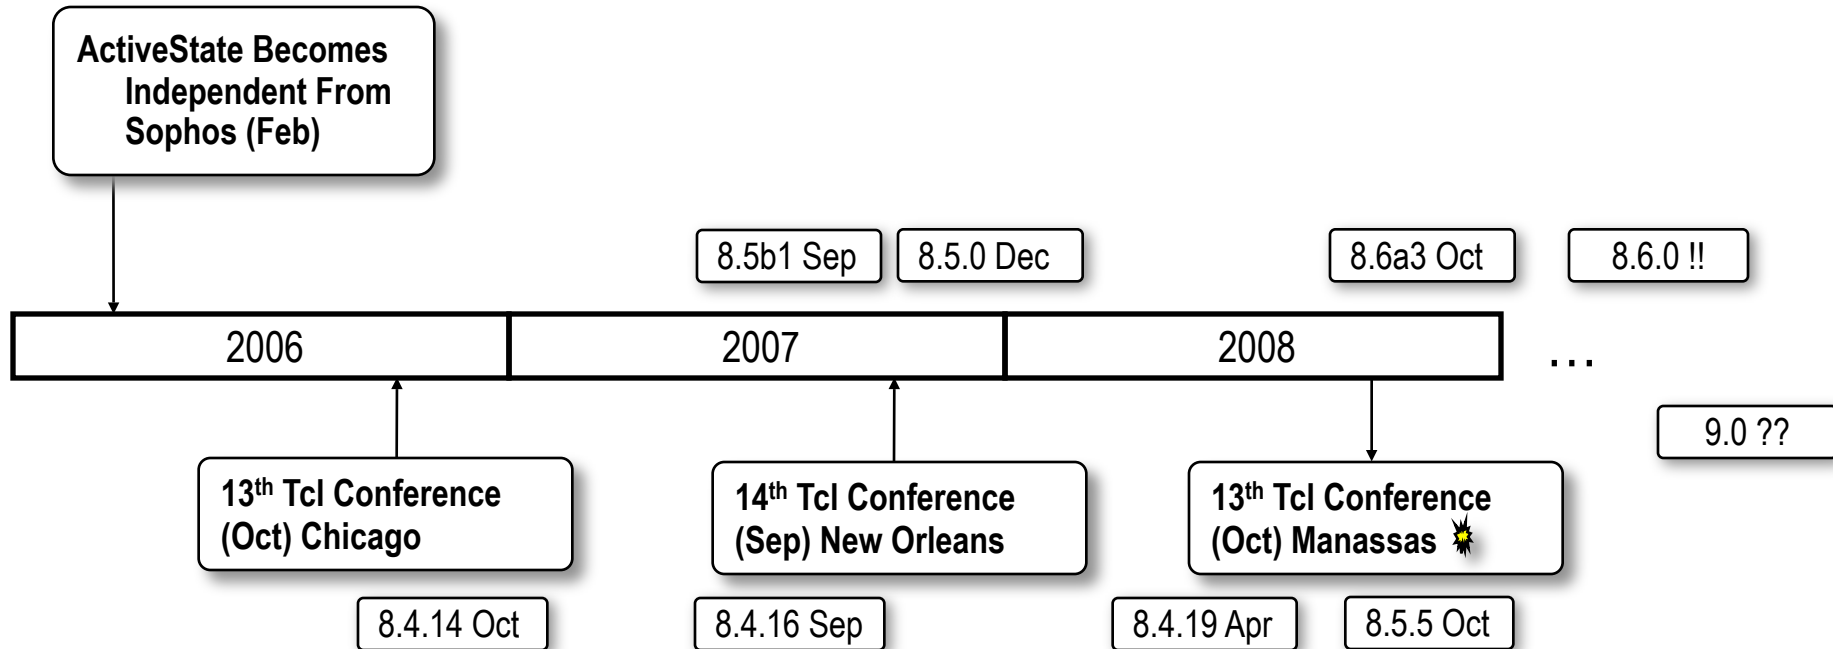 ActiveState Becomes
Independent From
Sophos (Feb)
8.5b1 Sep
8.5.0 Dec
8.6a3 Oct
8.6.0 !!
2006
2007
2008
...
9.0 ??
13th Tcl Conference
(Oct) Chicago
14th Tcl Conference
(Sep) New Orleans
13th Tcl Conference
(Oct) Manassas
8.4.14 Oct
8.4.16 Sep
8.4.19 Apr
8.5.5 Oct